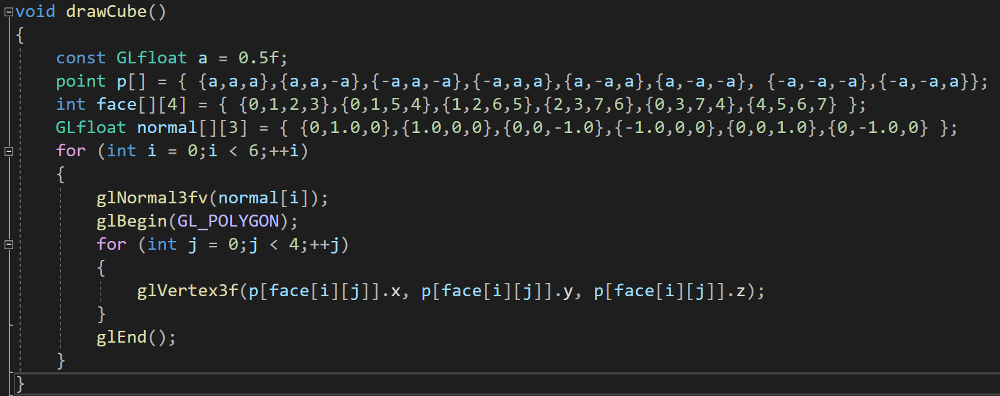 void drawCube()
{
    const GLfloat a = 0.5f;
    point p[] = { {a,a,a},{a,a,-a},{-a,a,-a},{-a,a,a},{a,-a,a},{a,-a,-a}, {-a,-a,-a},{-a,-a,a}};
    int face[][4] = { {0,1,2,3},{0,1,5,4},{1,2,6,5},{2,3,7,6},{0,3,7,4},{4,5,6,7} };
    GLfloat normal[][3] = { {0,1.0,0},{1.0,0,0},{0,0,-1.0},{-1.0,0,0},{0,0,1.0},{0,-1.0,0} };
    for (int i = 0;i < 6;++i)
    {
        glNormal3fv(normal[i]);
        glBegin(GL_POLYGON);
        for (int j = 0;j < 4;++j)
        {
            glVertex3f(p[face[i][j]].x, p[face[i][j]].y, p[face[i][j]].z);
        }
        glEnd();
    }
}